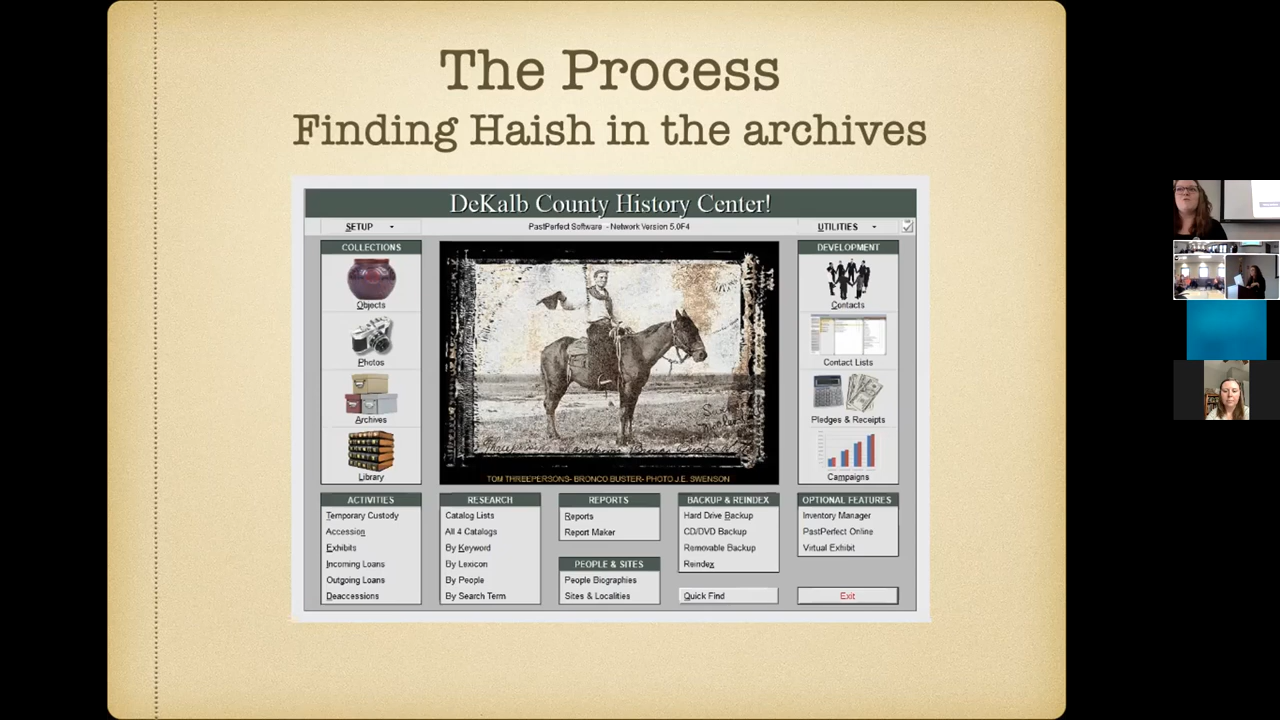 The Process
Finding Haish in the archives
DeKalb County History Center!
SETUP
PastPerfect Software - Network Version 5.0F4
UTILITIES
COLLECTIONS
Objects
Photos
Archives
Library
TOM THREEPERSONS- BRONCO BUSTER- PHOTO J.E. SWENSON
DEVELOPMENT
Contacts
Contact Lists
Pledges & Receipts
Campaigns
ACTIVITIES
Temporary Custody
Accession
Exhibits
Incoming Loans
Outgoing Loans
Deaccessions
RESEARCH
Catalog Lists
All 4 Catalogs
By Keyword
By Lexicon
By People
By Search Term
REPORTS
Reports
Report Maker
PEOPLE & SITES
People Biographies
Sites & Localities
BACKUP & REINDEX
Hard Drive Backup
CD/DVD Backup
Removable Backup
Reindex
Quick Find
OPTIONAL FEATURES
Inventory Manager
PastPerfect Online
Virtual Exhibit
Exit